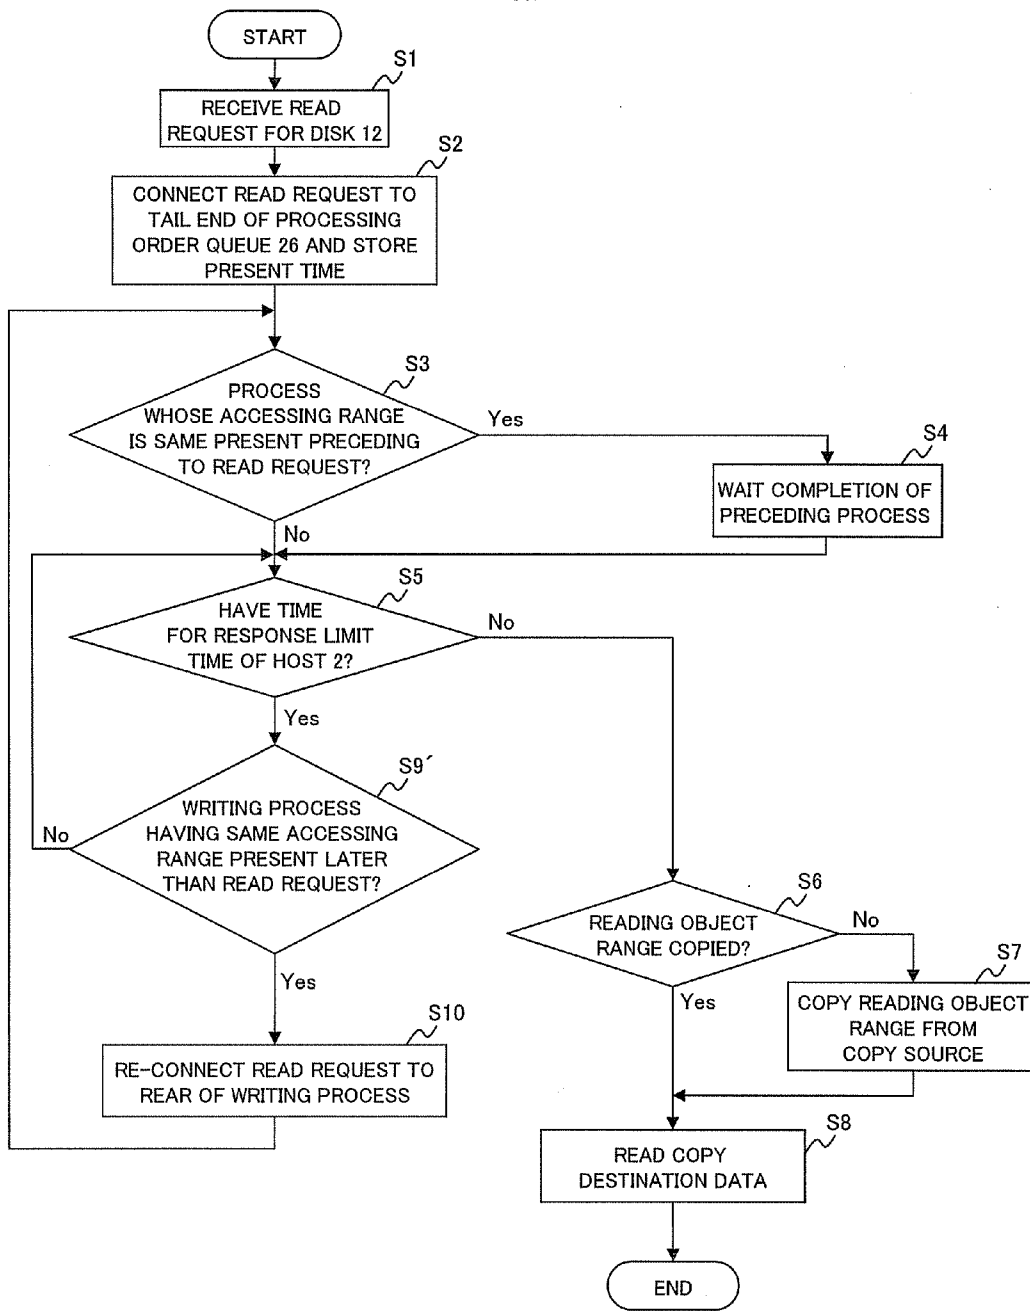 START
S1
RECEIVE READ
REQUEST FOR DISK 12
S2
CONNECT READ REQUEST TO
TAIL END OF PROCESSING
ORDER QUEUE 26 AND STORE
PRESENT TIME
S3
PROCESS
WHOSE ACCESSING RANGE
IS SAME PRESENT PRECEDING
TO READ REQUEST?
Yes
No
S4
WAIT COMPLETION OF
PRECEDING PROCESS
S5
HAVE TIME
FOR RESPONSE LIMIT
TIME OF HOST 2?
No
Yes
S9´
WRITING PROCESS
HAVING SAME ACCESSING
RANGE PRESENT LATER
THAN READ REQUEST?
No
Yes
S10
RE-CONNECT READ REQUEST TO
REAR OF WRITING PROCESS
S6
READING OBJECT
RANGE COPIED?
No
Yes
S7
COPY READING OBJECT
RANGE FROM
COPY SOURCE
S8
READ COPY
DESTINATION DATA
END